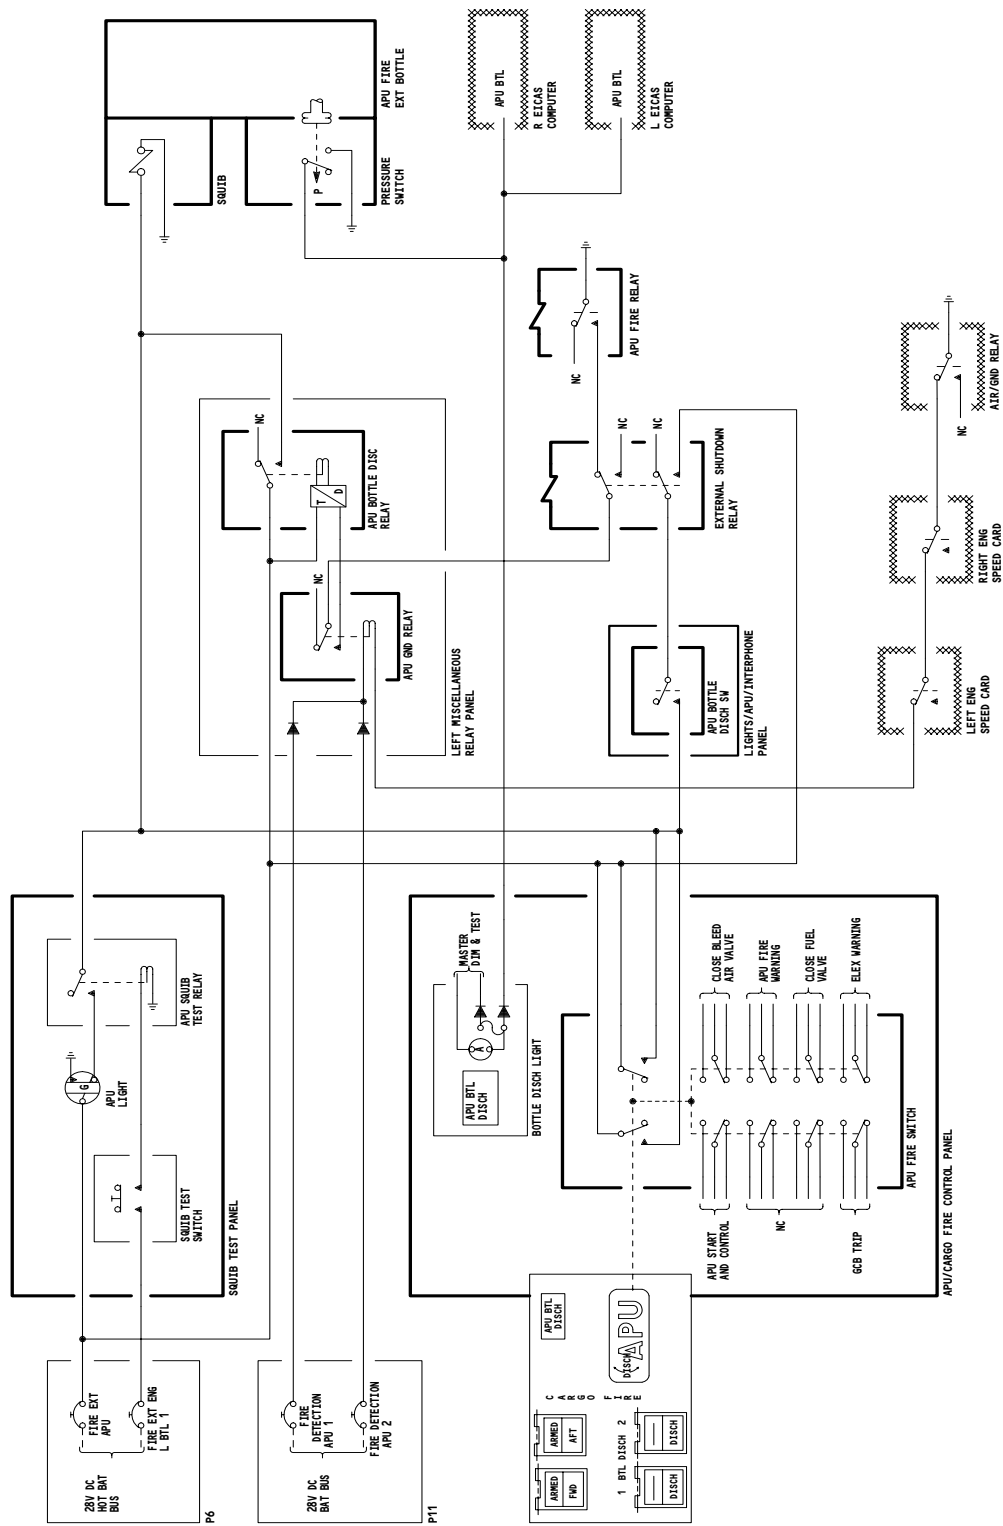 28V DC
HOT BAT
BUS
FIRE EXT
APU
FIRE EXT ENG
L BTL 1
P6
28V DC
BAT BUS
FIRE
DETECTION
APU 1
FIRE DETECTION
APU 2
P11
SQUIB TEST
SWITCH
T
SQUIB TEST PANEL
G
APU
LIGHT
APU SQUIB
TEST RELAY
ARMED
FWD
ARMED
AFT
1 BTL DISCH 2
DISCH
DISCH
CARGO FIRE
APU BTL
DISCH
DISCH
APU
APU/CARGO FIRE CONTROL PANEL
APU BTL
DISCH
A
MASTER
DIM & TEST
BOTTLE DISCH LIGHT
APU START
AND CONTROL
NC
GCB TRIP
APU FIRE SWITCH
CLOSE BLEED
AIR VALVE
APU FIRE
WARNING
CLOSE FUEL
VALVE
ELEX WARNING
LEFT MISCELLANEOUS
RELAY PANEL
APU GND RELAY
NC
T
D
APU BOTTLE DISC
RELAY
NC
APU BOTTLE
DISCH SW
LIGHTS/APU/INTERPHONE
PANEL
EXTERNAL SHUTDOWN
RELAY
NC
NC
APU FIRE RELAY
NC
LEFT ENG
SPEED CARD
RIGHT ENG
SPEED CARD
NC
AIR/GND RELAY
SQUIB
P
PRESSURE
SWITCH
APU FIRE
EXT BOTTLE
APU BTL
R EICAS
COMPUTER
APU BTL
L EICAS
COMPUTER